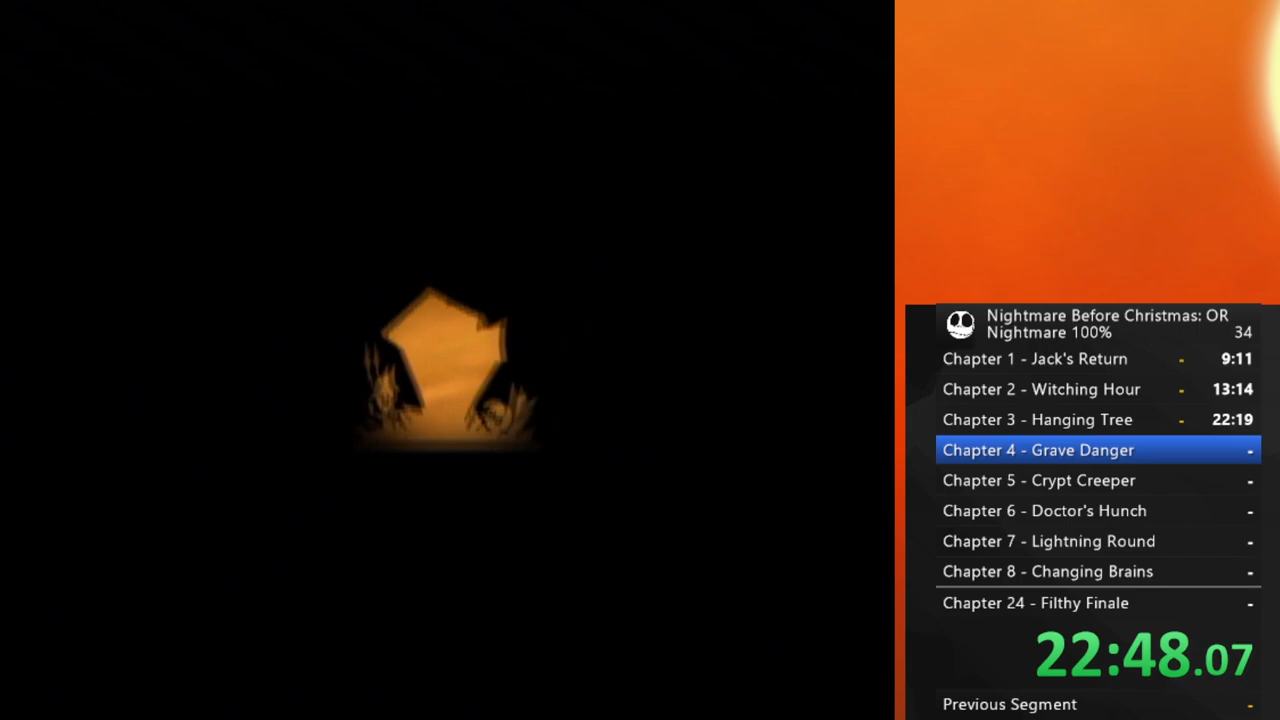 Nightmare Before Christmas: OR
Nightmare 100% 34
Chapter 1 - Jack's Return - 9:11
Chapter 2 - Witching Hour - 13:14
Chapter 3 - Hanging Tree - 22:19
Chapter 4 - Grave Danger -
Chapter 5 - Crypt Creeper -
Chapter 6 - Doctor's Hunch -
Chapter 7 - Lightning Round -
Chapter 8 - Changing Brains -
Chapter 24 - Filthy Finale -
22:48.07
Previous Segment -